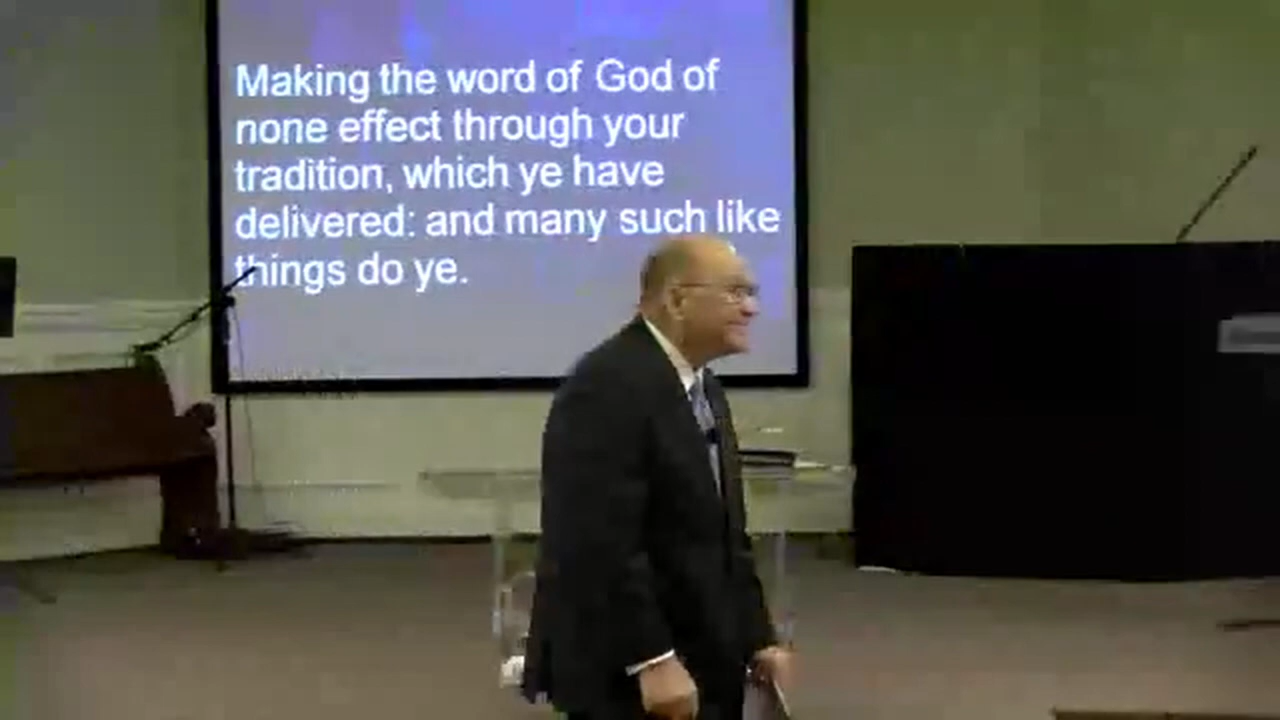 Making the word of God of
none effect through your
tradition, which ye have
delivered: and many such like
things do ye.